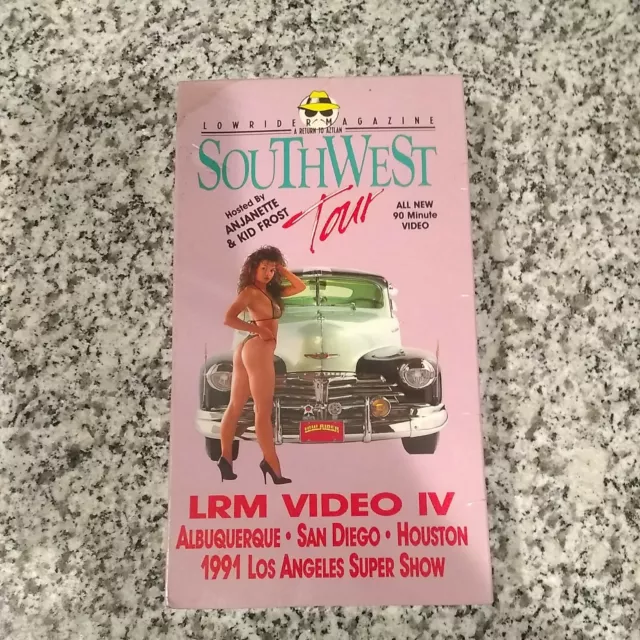 LOWRIDER MAGAZINE
A RETURN TO AZTLAN
SOUTHWEST
Tour
Hosted By
ANJANETTE
& KID FROST
ALL NEW
90 Minute
VIDEO
LOWRIDER
LRM VIDEO IV
ALBUQUERQUE • SAN DIEGO • HOUSTON
1991 LOS ANGELES SUPER SHOW